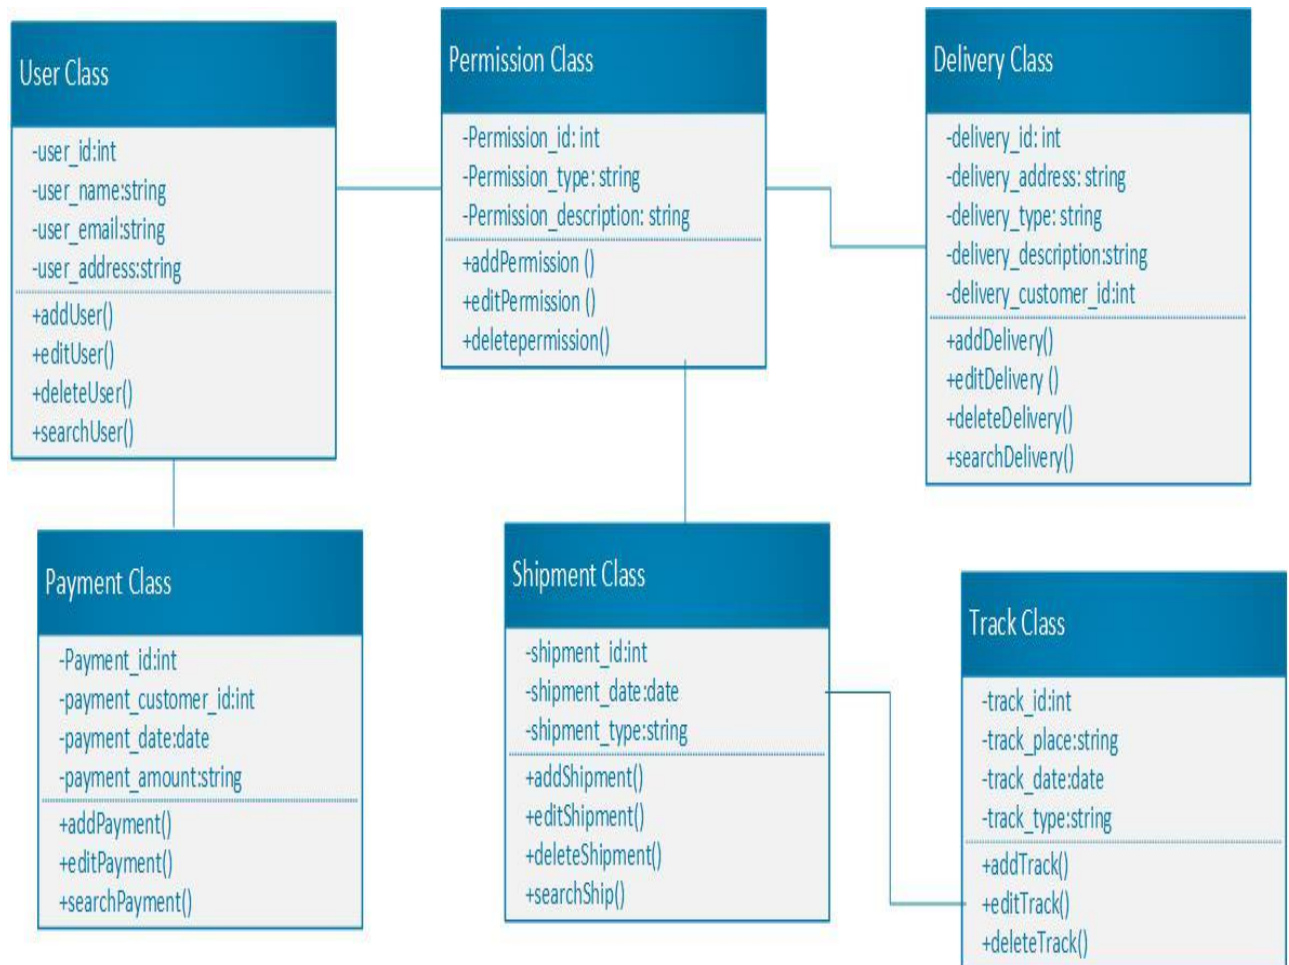 User Class
-user_id:int
-user_name:string
-user_email:string
-user_address:string
+addUser()
+editUser()
+deleteUser()
+searchUser()
Permission Class
-Permission_id: int
-Permission_type: string
-Permission_description: string
+addPermission ()
+editPermission ()
+deletepermission()
Delivery Class
-delivery_id: int
-delivery_address: string
-delivery_type: string
-delivery_description:string
-delivery_customer_id:int
+addDelivery()
+editDelivery ()
+deleteDelivery()
+searchDelivery()
Payment Class
-Payment_id:int
-payment_customer_id:int
-payment_date:date
-payment_amount:string
+addPayment()
+editPayment()
+searchPayment()
Shipment Class
-shipment_id:int
-shipment_date:date
-shipment_type:string
+addShipment()
+editShipment()
+deleteShipment()
+searchShip()
Track Class
-track_id:int
-track_place:string
-track_date:date
-track_type:string
+addTrack()
+editTrack()
+deleteTrack()